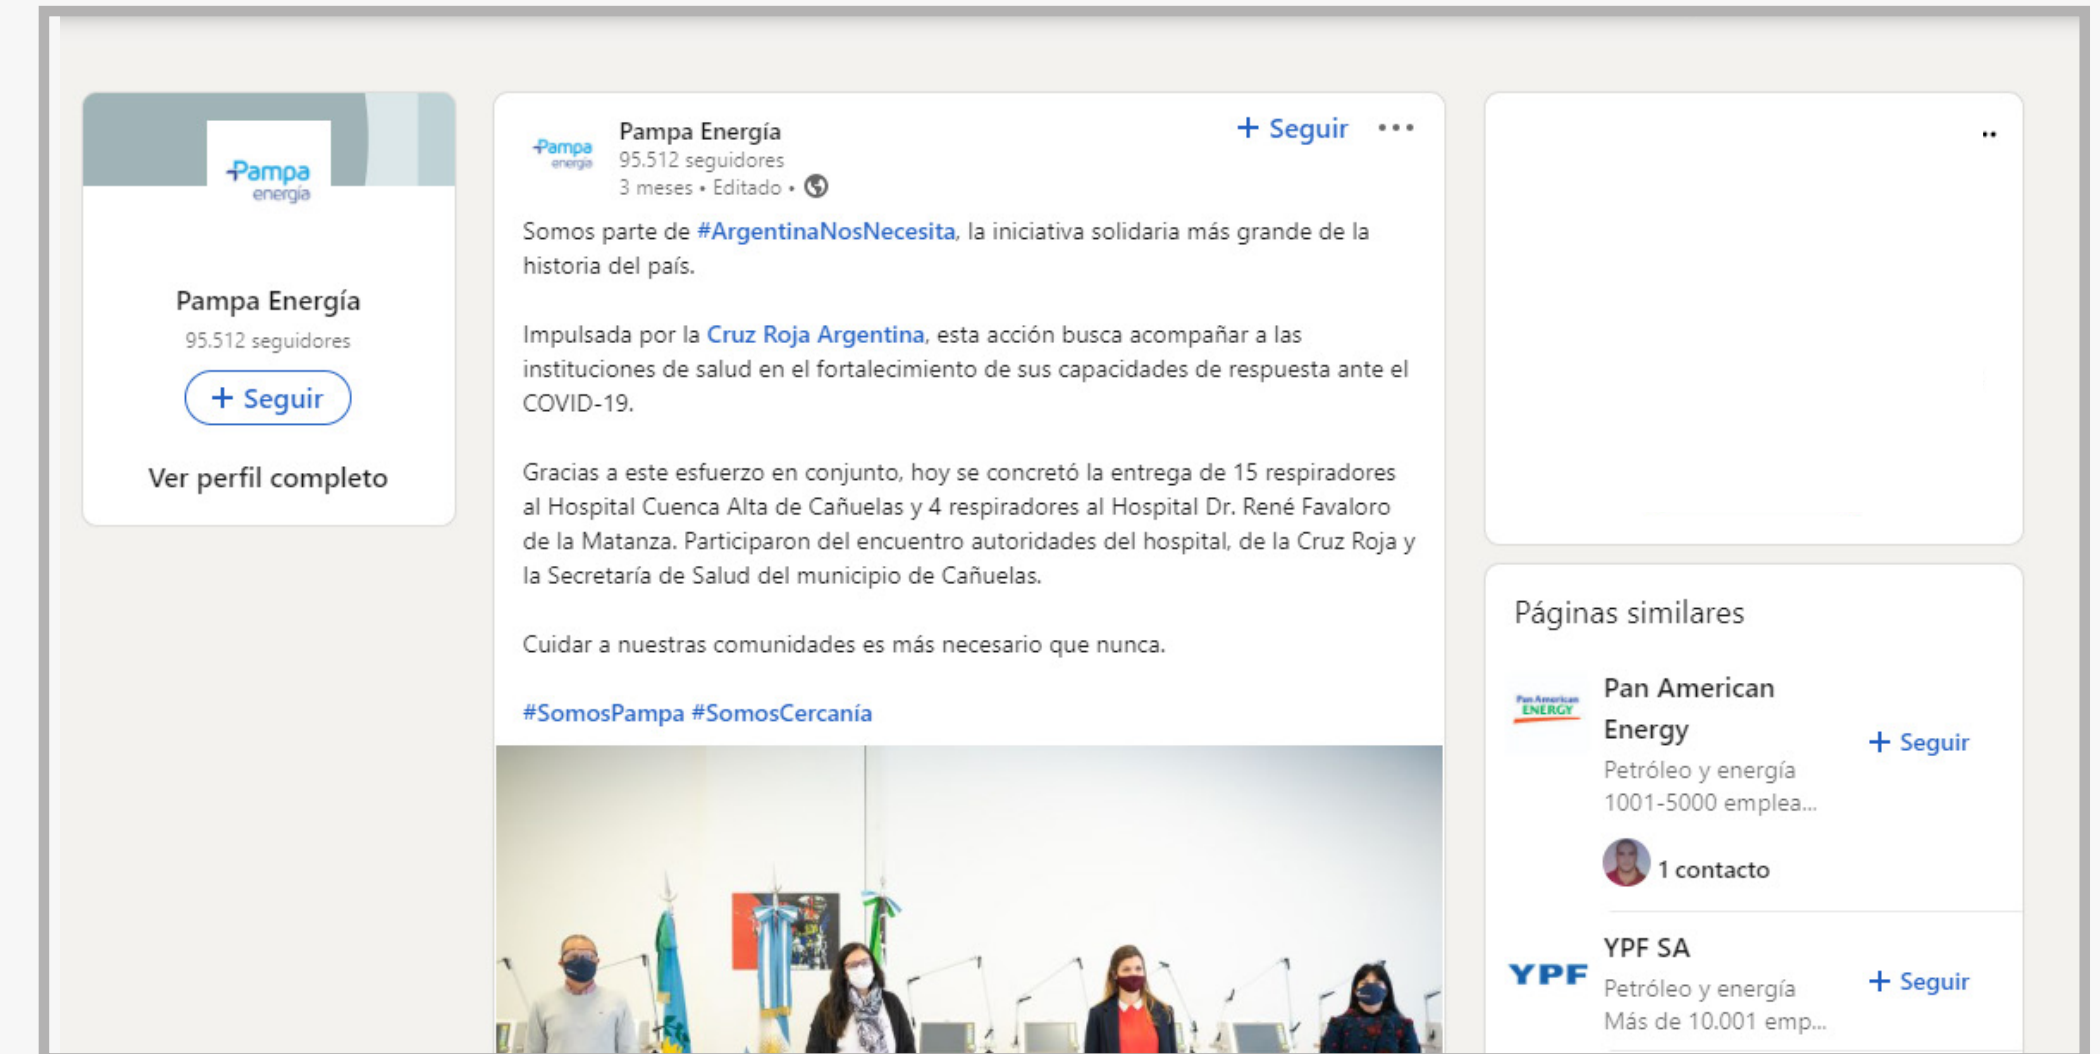 Pampa
energía
Pampa Energía
95.512 seguidores
+ Seguir
Ver perfil completo
Pampa
energía
Pampa Energía
95.512 seguidores
3 meses • Editado •
+ Seguir •••
Somos parte de #ArgentinaNosNecesita, la iniciativa solidaria más grande de la
historia del país.
Impulsada por la Cruz Roja Argentina, esta acción busca acompañar a las
instituciones de salud en el fortalecimiento de sus capacidades de respuesta ante el
COVID-19.
Gracias a este esfuerzo en conjunto, hoy se concretó la entrega de 15 respiradores
al Hospital Cuenca Alta de Cañuelas y 4 respiradores al Hospital Dr. René Favaloro
de la Matanza. Participaron del encuentro autoridades del hospital, de la Cruz Roja y
la Secretaría de Salud del municipio de Cañuelas.
Cuidar a nuestras comunidades es más necesario que nunca.
#SomosPampa #SomosCercanía
..
Páginas similares
Pan American
ENERGY
Pan American
Energy
Petróleo y energía
1001-5000 emplea...
+ Seguir
1 contacto
YPF
YPF SA
Petróleo y energía
Más de 10.001 emp...
+ Seguir